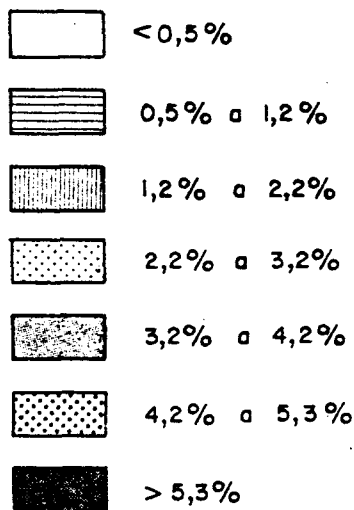 < 0,5%
0,5% a 1,2%
1,2% a 2,2%
2,2% a 3,2%
3,2% a 4,2%
4,2% a 5,3%
> 5,3%